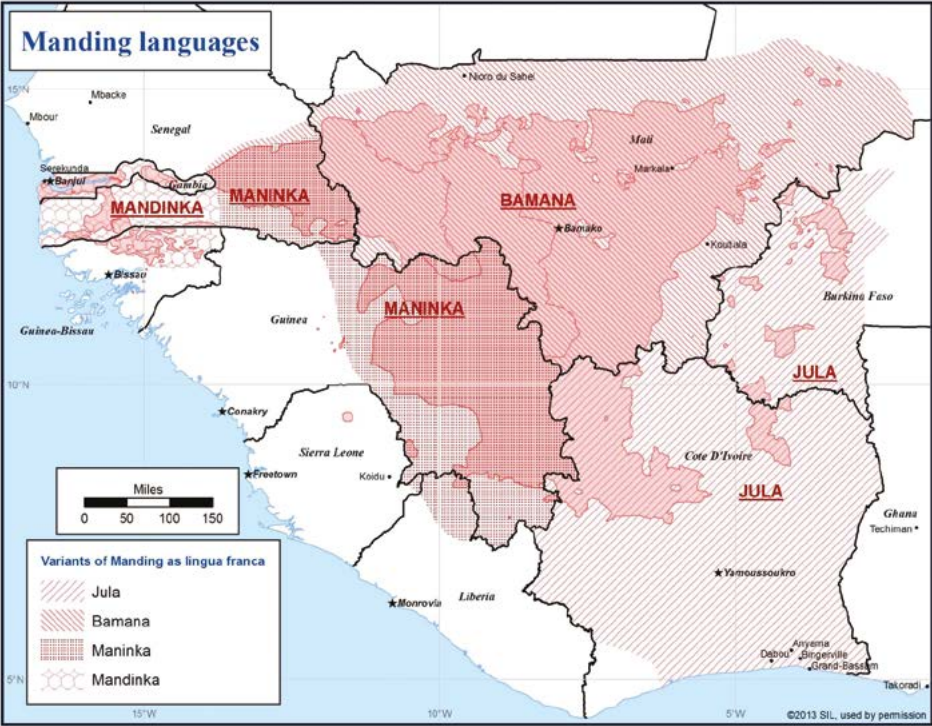 Manding languages
15°N
Mbacke
Mbour
Nioro du Sahel
Senegal
Mali
Serekunda
Banjul
Gambia
Markala
MANINKA
MANDINKA
BAMANA
Bamako
Koutiala
Bissau
Guinea-Bissau
Guinea
MANINKA
Burkina Faso
JULA
10°N
Conakry
Sierra Leone
Koidu
Freetown
Cote D'Ivoire
JULA
Ghana
Techiman
Miles
0 50 100 150
Variants of Manding as lingua franca
Jula
Bamana
Maninka
Mandinka
Yamoussoukro
Liberia
Monrovia
Anyama
Dabou
Bingerville
Grand-Bassam
5°N
Takoradi
15°W
10°W
5°W
©2013 SIL, used by permission